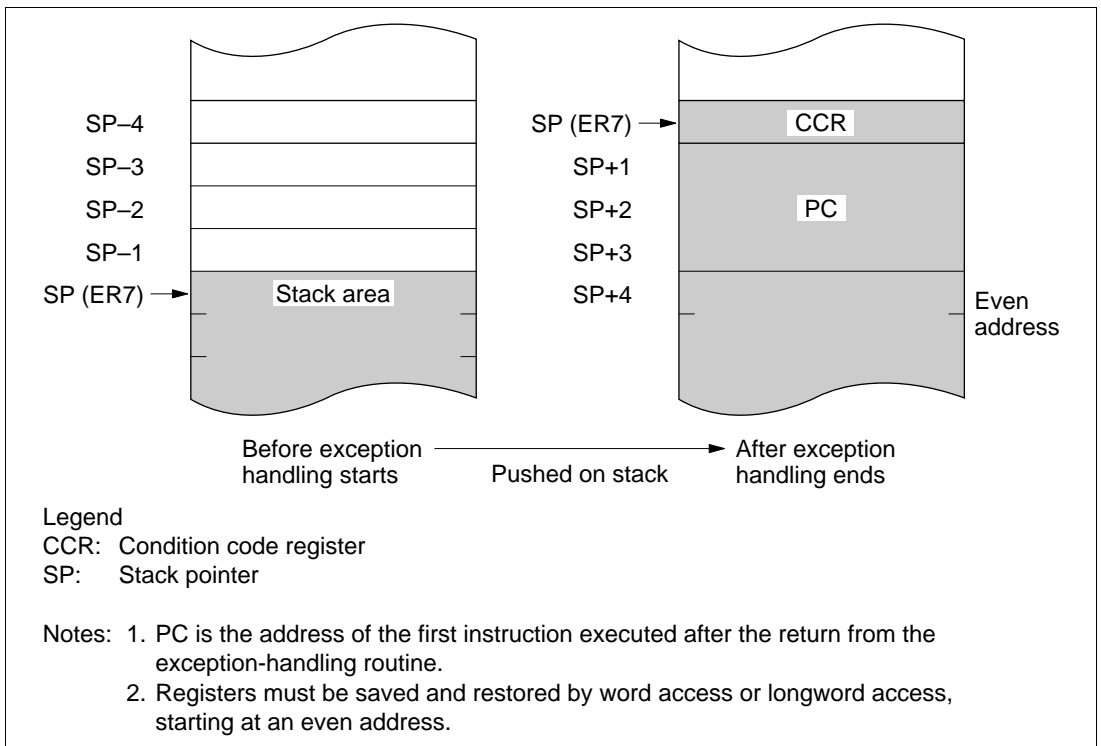 SP–4
SP–3
SP–2
SP–1
SP (ER7)
Stack area
SP (ER7)
SP+1
SP+2
SP+3
SP+4
CCR
PC
Even
address
Before exception
handling starts
Pushed on stack
After exception
handling ends
Legend
CCR: Condition code register
SP: Stack pointer
Notes: 1. PC is the address of the first instruction executed after the return from the
exception-handling routine.
2. Registers must be saved and restored by word access or longword access,
starting at an even address.